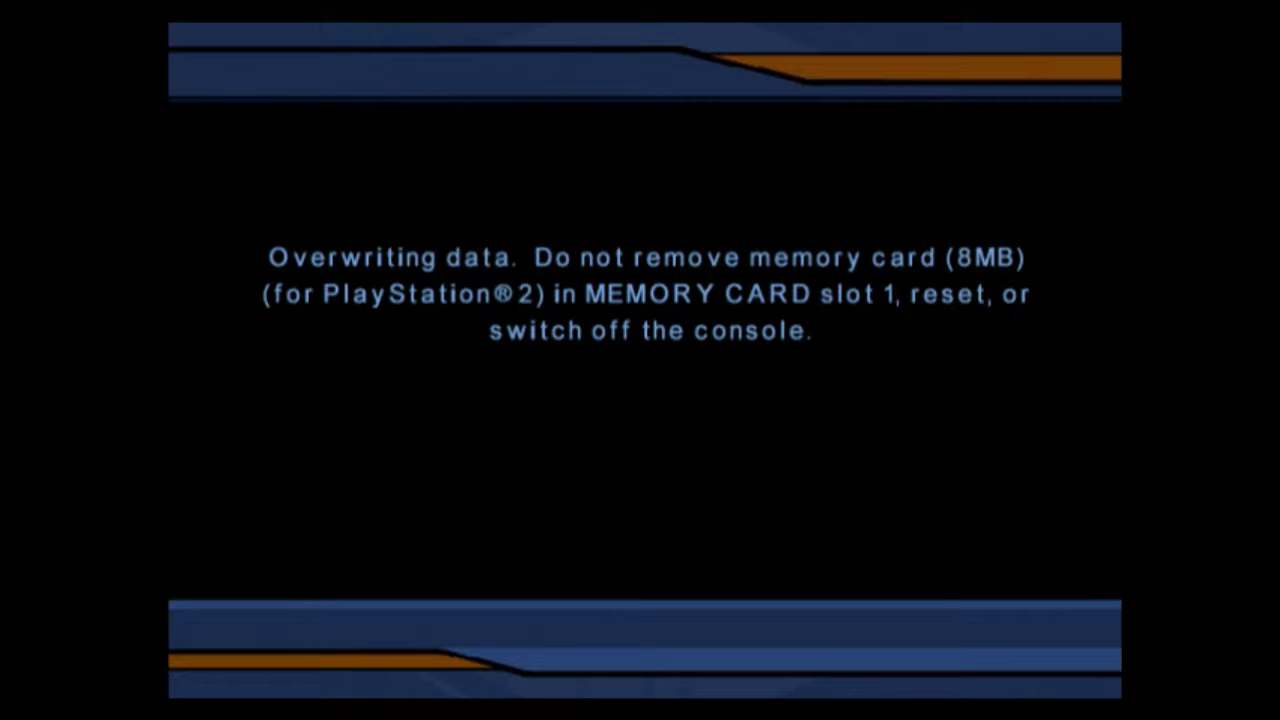 Overwriting data. Do not remove memory card (8MB)
(for PlayStation®2) in MEMORY CARD slot 1, reset, or
switch off the console.